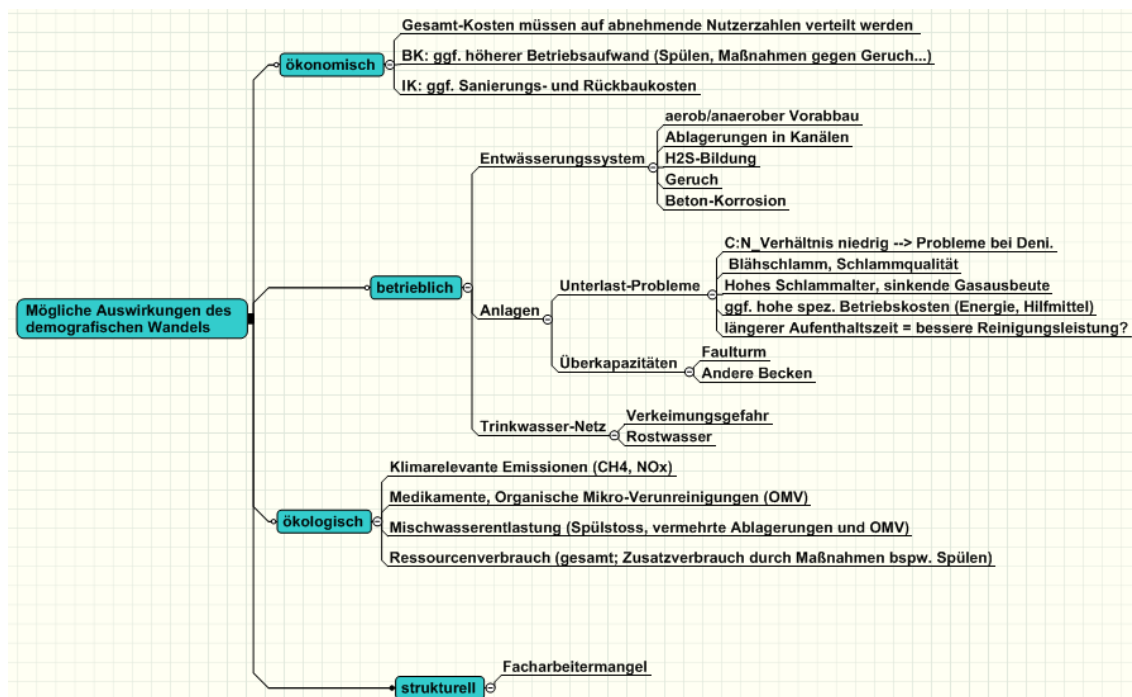 Mögliche Auswirkungen des
demografischen Wandels
ökonomisch
Gesamt-Kosten müssen auf abnehmende Nutzerzahlen verteilt werden
BK: ggf. höherer Betriebsaufwand (Spülen, Maßnahmen gegen Geruch...)
IK: ggf. Sanierungs- und Rückbaukosten
betrieblich
Entwässerungssystem
aerob/anaerober Vorabbau
Ablagerungen in Kanälen
H2S-Bildung
Geruch
Beton-Korrosion
Anlagen
Unterlast-Probleme
C:N_Verhältnis niedrig --> Probleme bei Deni.
Blähschlamm, Schlammqualität
Hohes Schlammalter, sinkende Gasausbeute
ggf. hohe spez. Betriebskosten (Energie, Hilfmittel)
längerer Aufenthaltszeit = bessere Reinigungsleistung?
Überkapazitäten
Faulturm
Andere Becken
Trinkwasser-Netz
Verkeimungsgefahr
Rostwasser
ökologisch
Klimarelevante Emissionen (CH4, NOx)
Medikamente, Organische Mikro-Verunreinigungen (OMV)
Mischwasserentlastung (Spülstoss, vermehrte Ablagerungen und OMV)
Ressourcenverbrauch (gesamt; Zusatzverbrauch durch Maßnahmen bspw. Spülen)
strukturell
Facharbeitermangel